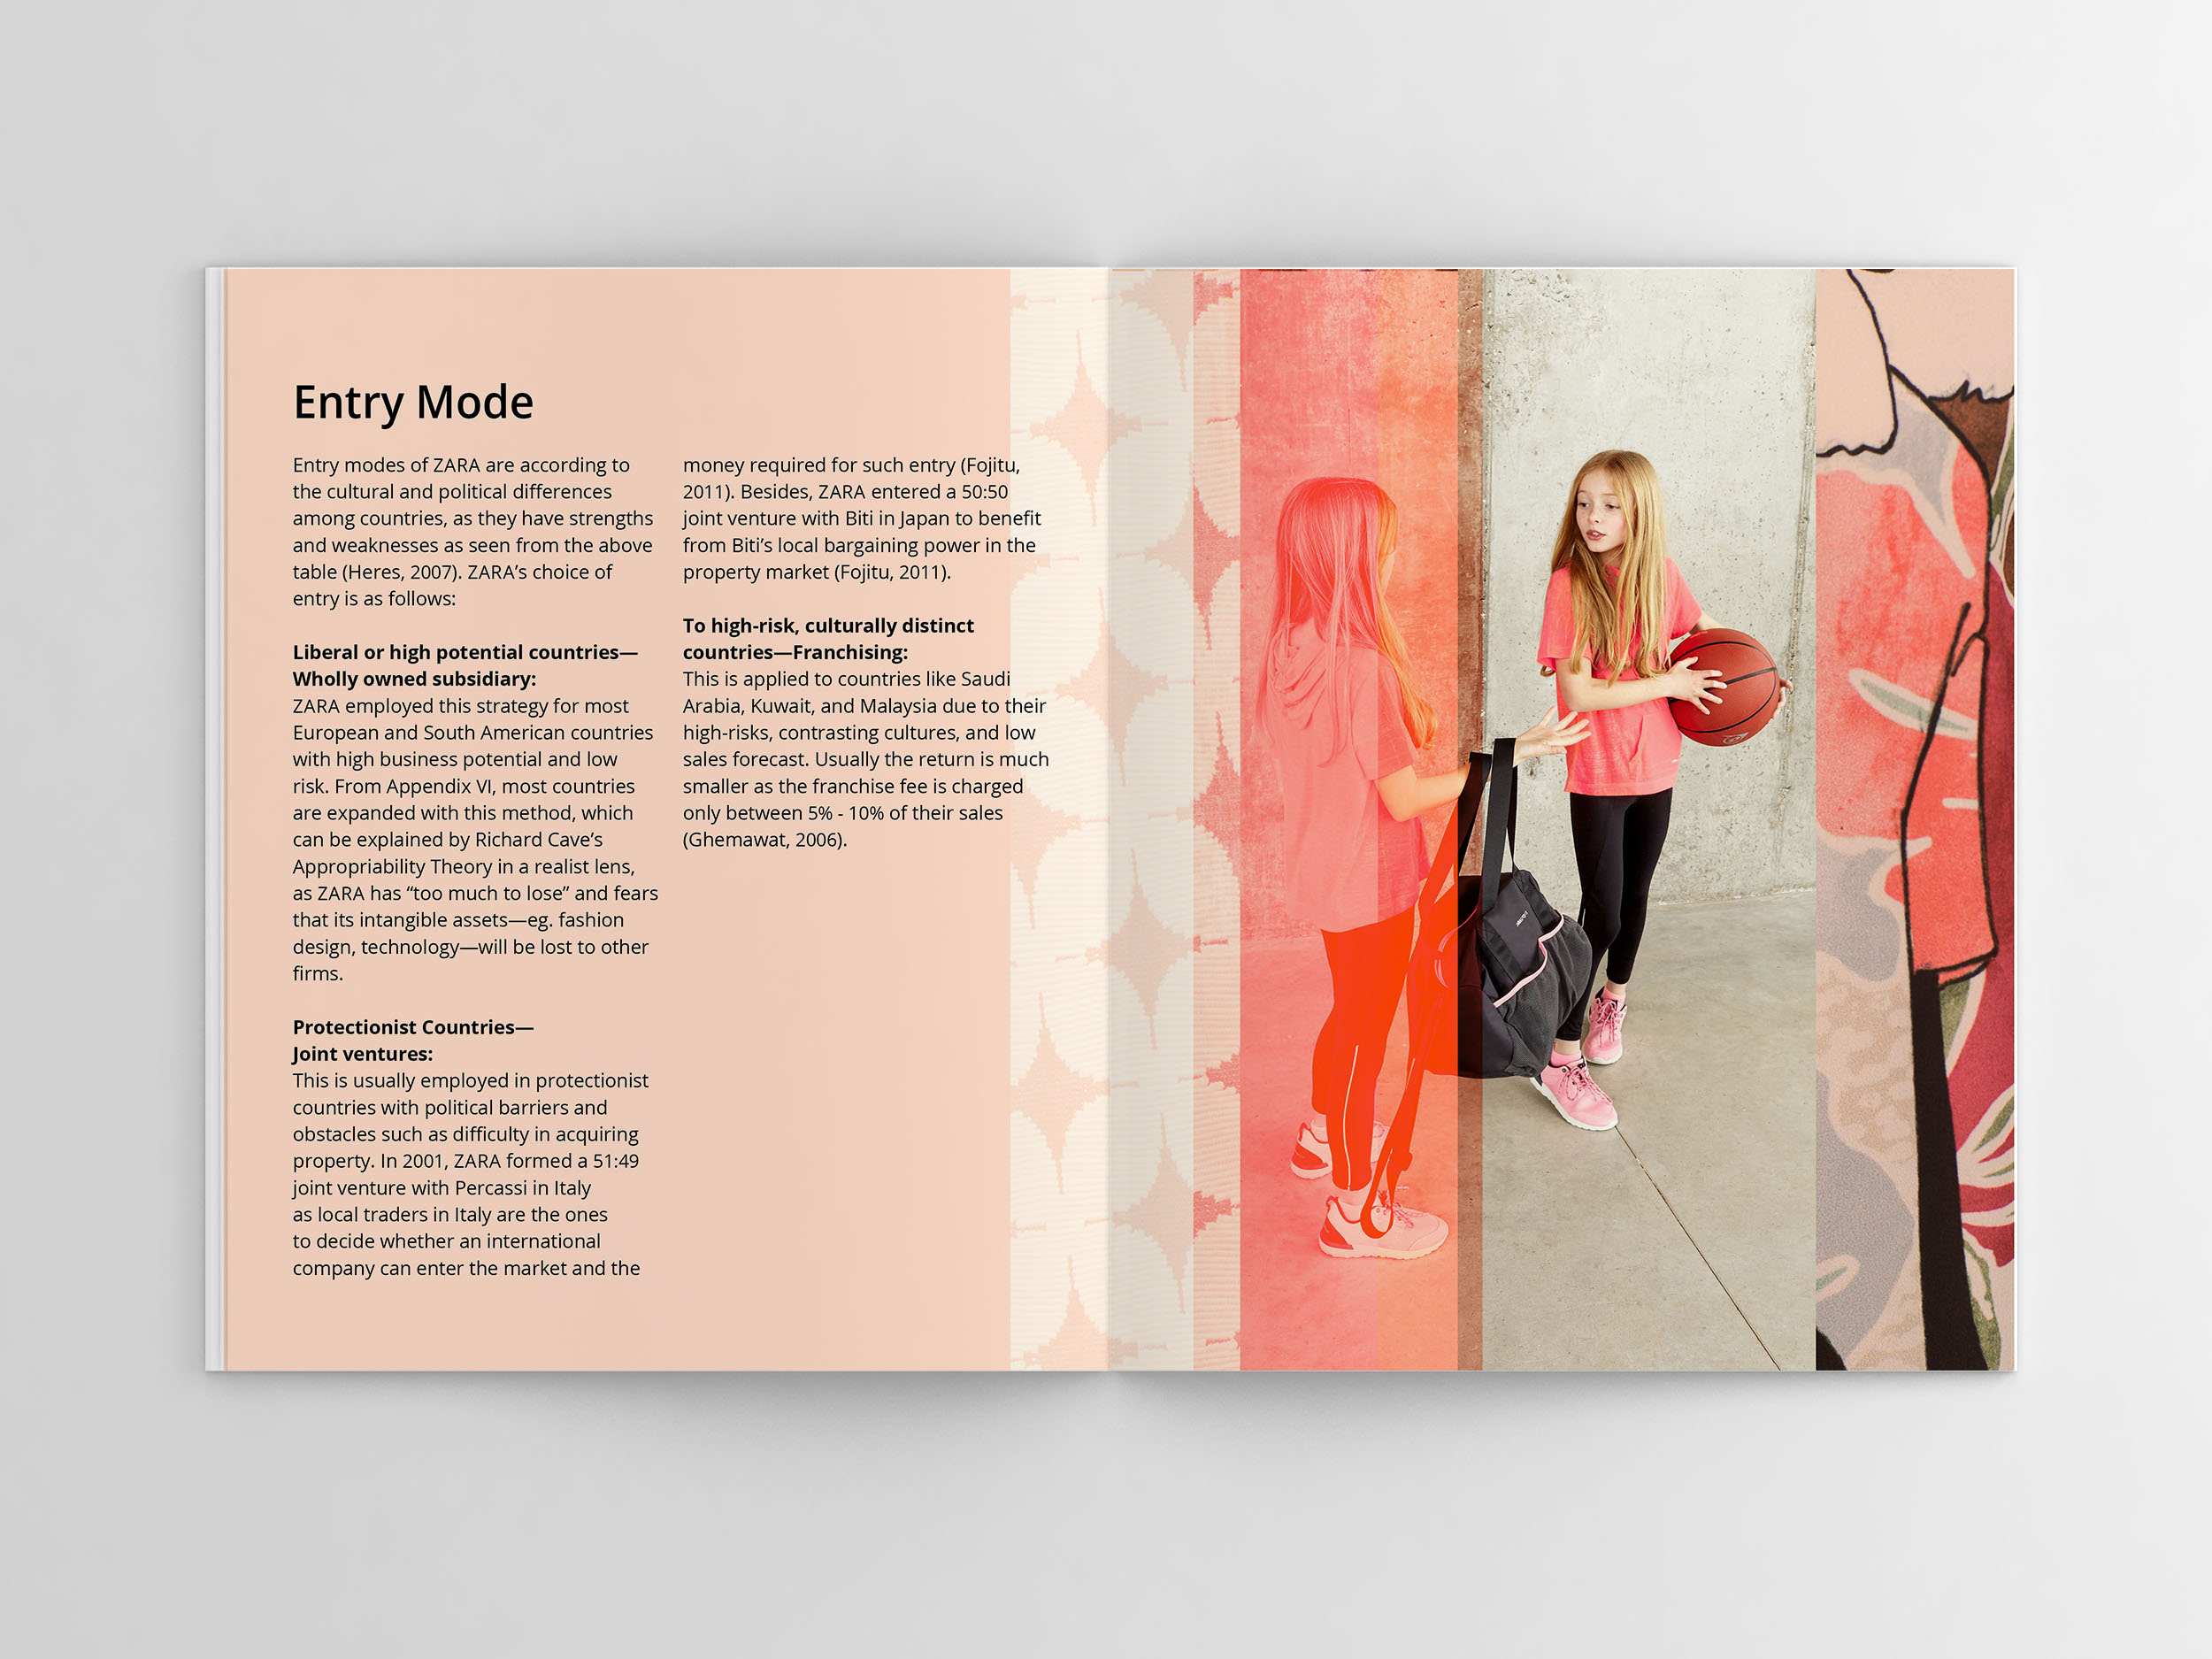 Entry Mode
Entry modes of ZARA are according to
the cultural and political differences
among countries, as they have strengths
and weaknesses as seen from the above
table (Heres, 2007). ZARA’s choice of
entry is as follows:
Liberal or high potential countries—
Wholly owned subsidiary:
ZARA employed this strategy for most
European and South American countries
with high business potential and low
risk. From Appendix VI, most countries
are expanded with this method, which
can be explained by Richard Cave’s
Appropriability Theory in a realist lens,
as ZARA has “too much to lose” and fears
that its intangible assets—eg. fashion
design, technology—will be lost to other
firms.
Protectionist Countries—
Joint ventures:
This is usually employed in protectionist
countries with political barriers and
obstacles such as difficulty in acquiring
property. In 2001, ZARA formed a 51:49
joint venture with Percassi in Italy
as local traders in Italy are the ones
to decide whether an international
company can enter the market and the
money required for such entry (Fojitu,
2011). Besides, ZARA entered a 50:50
joint venture with Biti in Japan to benefit
from Biti’s local bargaining power in the
property market (Fojitu, 2011).
To high-risk, culturally distinct
countries—Franchising:
This is applied to countries like Saudi
Arabia, Kuwait, and Malaysia due to their
high-risks, contrasting cultures, and low
sales forecast. Usually the return is much
smaller as the franchise fee is charged
only between 5% - 10% of their sales
(Ghemawat, 2006).